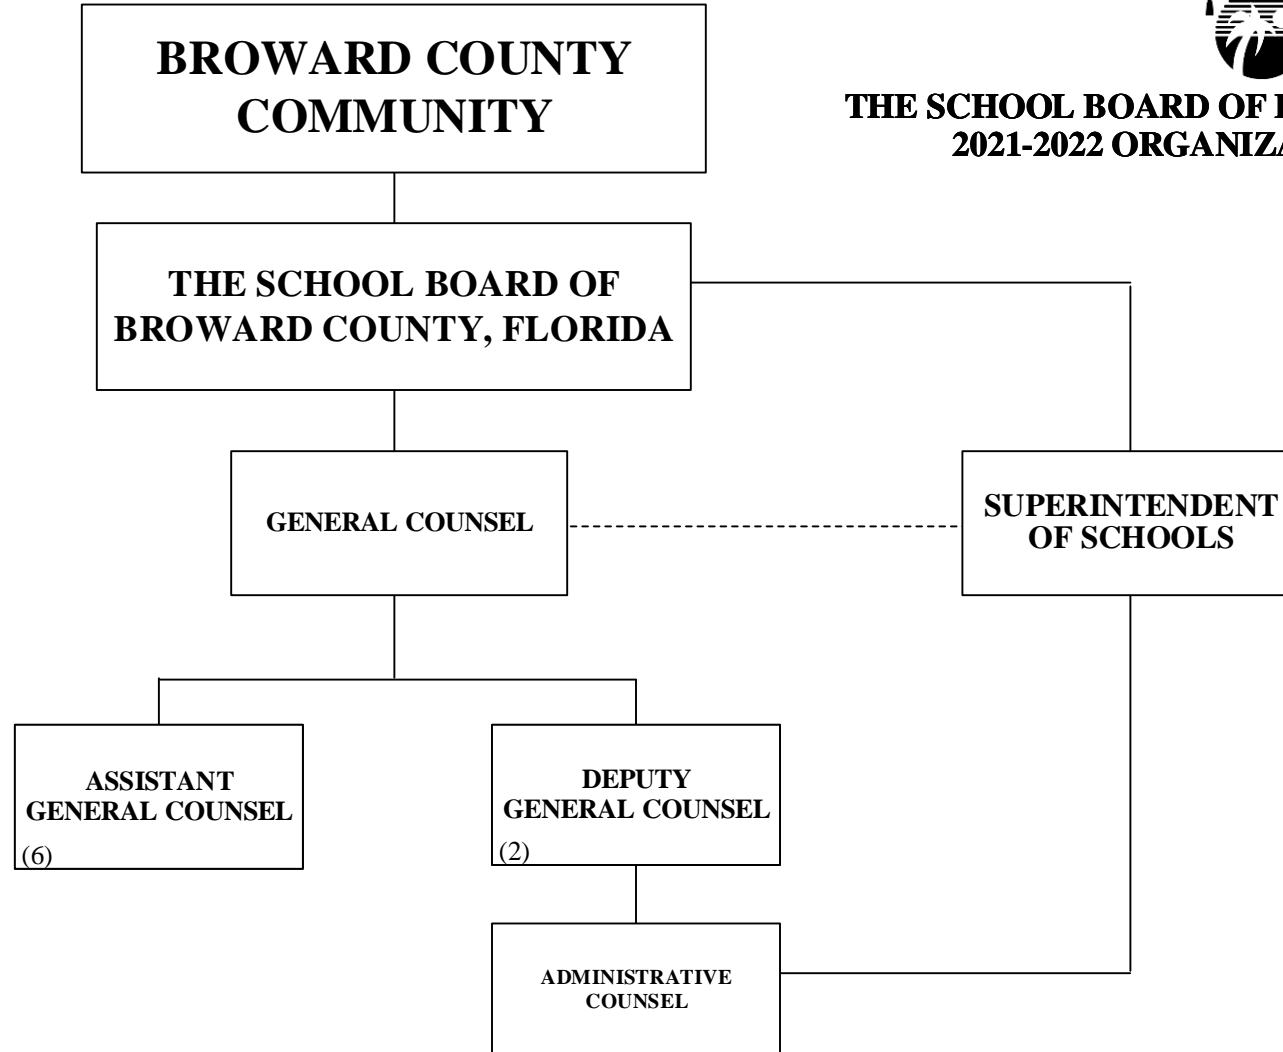 BROWARD COUNTY
COMMUNITY
THE SCHOOL BOARD OF
2021-2022
THE SCHOOL BOARD OF
BROWARD COUNTY, FLORIDA
GENERAL COUNSEL
SUPERINTENDENT
OF SCHOOLS
ASSISTANT
GENERAL COUNSEL
(6)
DEPUTY
GENERAL COUNSEL
(2)
ADMINISTRATIVE
COUNSEL